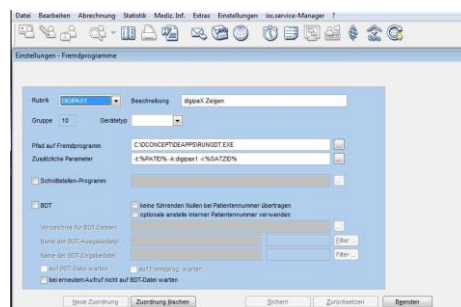 Datei Bearbeiten Abrechnung Statistik Mediz. Inf. Extras Einstellungen iss.service-Manager ?
Einstellungen - Fremdprogramme
Rubrik DIGIPAX1 Beschreibung digipaX Zeigen
Gruppe 10 Gerätetyp
Pfad auf Fremdprogramm C:\DCONCEPT\DEAPPS\RUNGDT.EXE ...
Zusätzliche Parameter -t:%PATID% -k:digipax1 -i:%SATZID% ...
Schnittstellen-Programm ...
BDT keine führenden Nullen bei Patientennummer übertragen
optionale anstelle interner Patientennummer verwenden
Verzeichnis für BDT-Dateien
Name der BDT-Ausgabedatei Filter ...
Name der BDT-Eingabedatei Filter ...
auf BDT-Datei warten auf Fremdprog. warten
bei erneutem Aufruf nicht auf BDT-Datei warten
Neue Zuordnung Zuordnung löschen Sichern Zurücksetzen Beenden